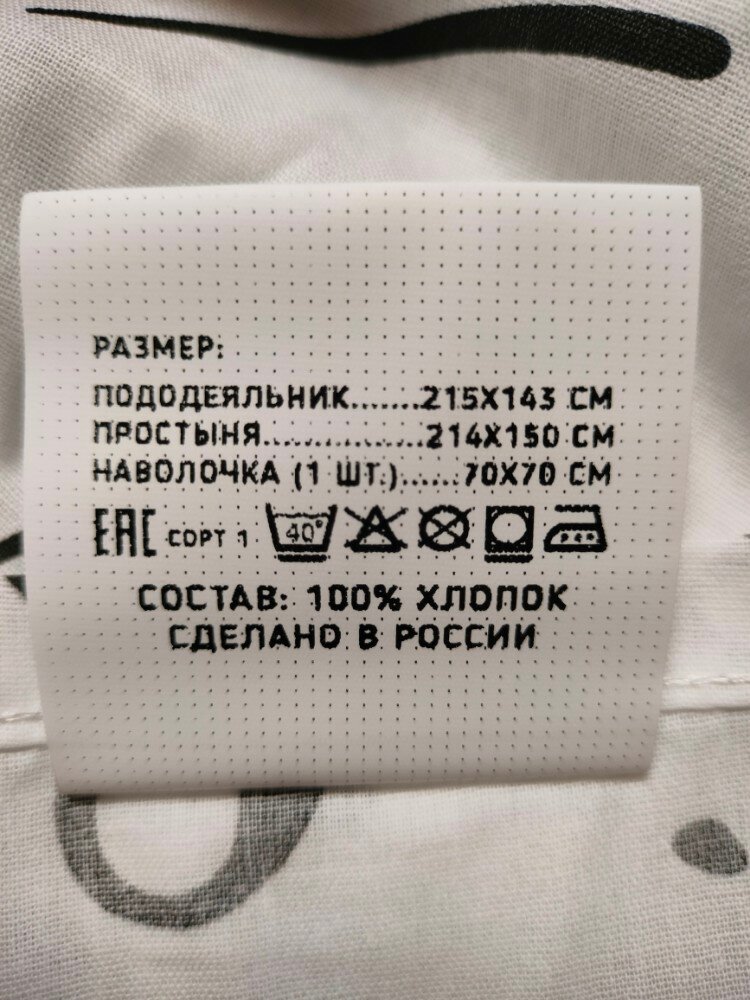 РАЗМЕР:
ПОДОДЕЯЛЬНИК.......215Х143 СМ
ПРОСТЫНЯ................214Х150 СМ
НАВОЛОЧКА (1 ШТ.)......70Х70 СМ
ЕАС СОРТ 1 40°
СОСТАВ: 100% ХЛОПОК
СДЕЛАНО В РОССИИ